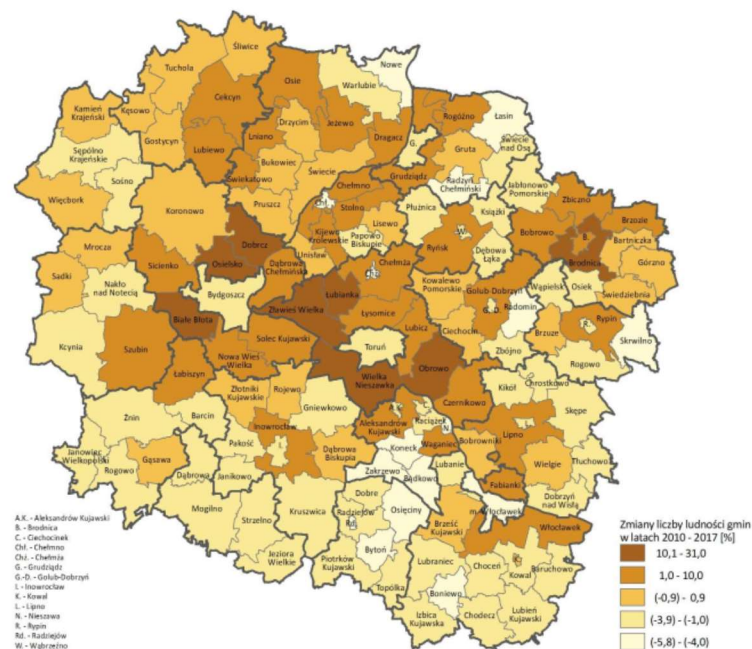 Śliwice
Tuchola
Nowe
Osie
Warlubie
Cekcyn
Kamień
Krajeński
Kęsowo
Rogóźno
Łasin
Lniano
Drzycim
Jeżewo
Dragacz
Gostycyn
Lubiewo
G.
Gruta
Świecie
nad Osą
Sępólno
Krajeńskie
Bukowiec
Sośno
Świekatowo
Świecie
Grudziądz
Radzyń
Chełmiński
Jabłonowo
Pomorskie
Chełmno
Więcbork
Pruszcz
Chł.
Stolno
Płużnica
Książki
Zbiczno
Koronowo
Lisewo
Bobrowo
Brzozie
Kijewo
Królewskie
Papowo
Biskupie
W.
B.
Bartniczka
Mrocza
Dobrcz
Unisław
Ryńsk
Dębowa
Łąka
Sicienko
Osielsko
Dąbrowa
Chełmińska
Chełmża
Brodnica
Górzno
Sadki
Chż.
Kowalewo
Pomorskie
Golub-Dobrzyń
Wąpielsk
Osiek
Nakło
nad Notecią
Bydgoszcz
Łubianka
G.-D.
Radomin
Świedziebnia
Zławieś Wielka
Łysomice
Białe Błota
Lubicz
Ciechocin
Brzuze
R.
Rypin
Solec Kujawski
Skrwilno
Kcynia
Szubin
Toruń
Zbójno
Nowa Wieś
Wielka
Obrowo
Rogowo
Łabiszyn
Wielka
Nieszawka
Kikół
Chrostkowo
Złotniki
Kujawskie
Rojewo
Czernikowo
Gniewkowo
Skępe
Żnin
Barcin
A.K.
Aleksandrów
Kujawski
Raciążek
Inowrocław
N.
Lipno
Pakość
Waganiec
Bobrowniki
Janowiec
Wielkopolski
Gąsawa
Dąbrowa
Biskupia
Koneck
Wielgie
Tłuchowo
Rogowo
Dąbrowa
Janikowo
Zakrzewo
Lubanie
Bądkowo
Fabianki
Dobre
Dobrzyń
nad Wisłą
Mogilno
Kruszwica
Radziejów
Osięciny
m. Włocławek
Strzelno
Rd.
Brześć
Kujawski
Włocławek
Jeziora
Wielkie
Bytoń
Piotrków
Kujawski
Lubraniec
Choceń
K.
Kowal
Baruchowo
Topólka
Boniewo
Izbica
Kujawska
Chodecz
Lubień
Kujawski
A.K. - Aleksandrów Kujawski
B. - Brodnica
C. - Ciechocinek
Chł. - Chełmno
Chż. - Chełmża
G. - Grudziądz
G.-D. - Golub-Dobrzyń
I. - Inowrocław
K. - Kowal
L. - Lipno
N. - Nieszawa
R. - Rypin
Rd. - Radziejów
W. - Wąbrzeźno
Zmiany liczby ludności gmin
w latach 2010 - 2017 [%]
10,1 - 31,0
1,0 - 10,0
(-0,9) - 0,9
(-3,9) - (-1,0)
(-5,8) - (-4,0)